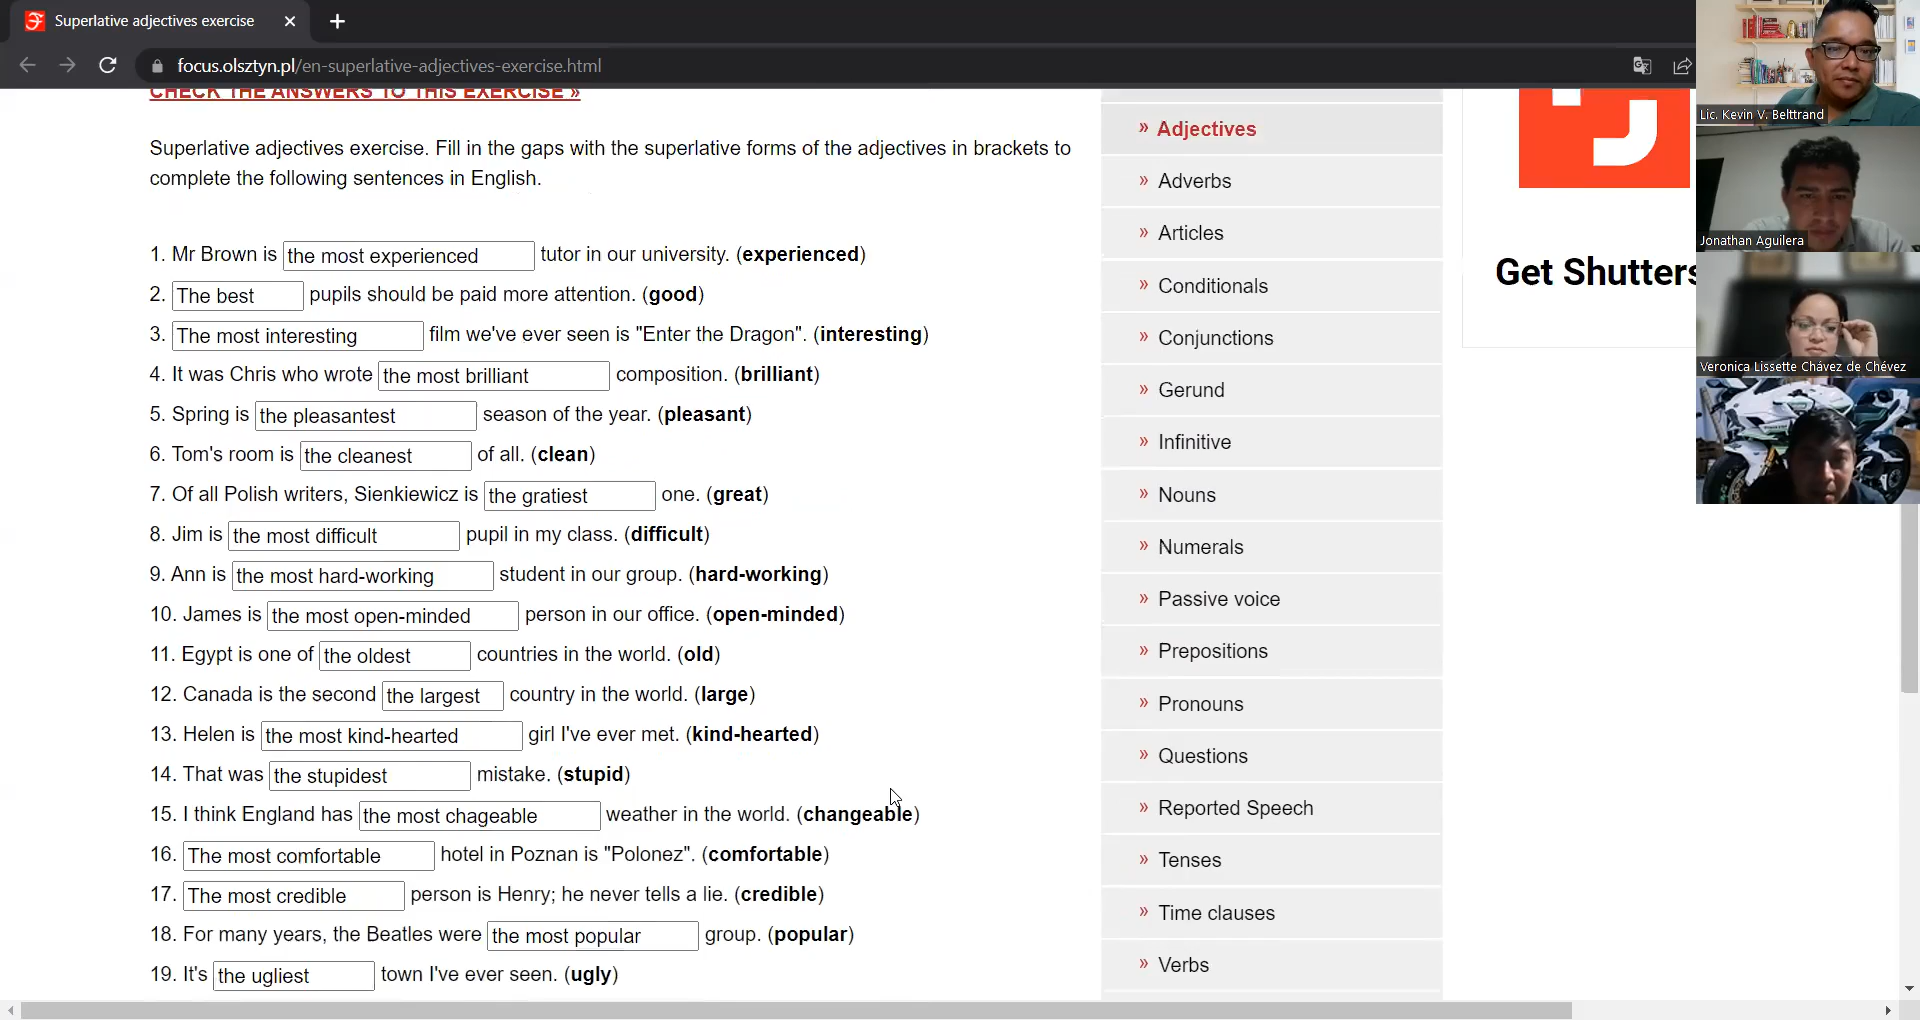 Superlative adjectives exercise
focus.olsztyn.pl/en-superlative-adjectives-exercise.html
CHECK THE ANSWERS TO THIS EXERCISE »
Superlative adjectives exercise. Fill in the gaps with the superlative forms of the adjectives in brackets to
complete the following sentences in English.
1. Mr Brown is the most experienced tutor in our university. (experienced)
2. The best pupils should be paid more attention. (good)
3. The most interesting film we've ever seen is "Enter the Dragon". (interesting)
4. It was Chris who wrote the most brilliant composition. (brilliant)
5. Spring is the pleasantest season of the year. (pleasant)
6. Tom's room is the cleanest of all. (clean)
7. Of all Polish writers, Sienkiewicz is the gratiest one. (great)
8. Jim is the most difficult pupil in my class. (difficult)
9. Ann is the most hard-working student in our group. (hard-working)
10. James is the most open-minded person in our office. (open-minded)
11. Egypt is one of the oldest countries in the world. (old)
12. Canada is the second the largest country in the world. (large)
13. Helen is the most kind-hearted girl I've ever met. (kind-hearted)
14. That was the stupidest mistake. (stupid)
15. I think England has the most chageable weather in the world. (changeable)
16. The most comfortable hotel in Poznan is "Polonez". (comfortable)
17. The most credible person is Henry; he never tells a lie. (credible)
18. For many years, the Beatles were the most popular group. (popular)
19. It's the ugliest town I've ever seen. (ugly)
» Adjectives
» Adverbs
» Articles
» Conditionals
» Conjunctions
» Gerund
» Infinitive
» Nouns
» Numerals
» Passive voice
» Prepositions
» Pronouns
» Questions
» Reported Speech
» Tenses
» Time clauses
» Verbs
Get Shutters
Lic. Kevin V. Belttrand
Jonathan Aguilera
Veronica Lissette Chávez de Chévez